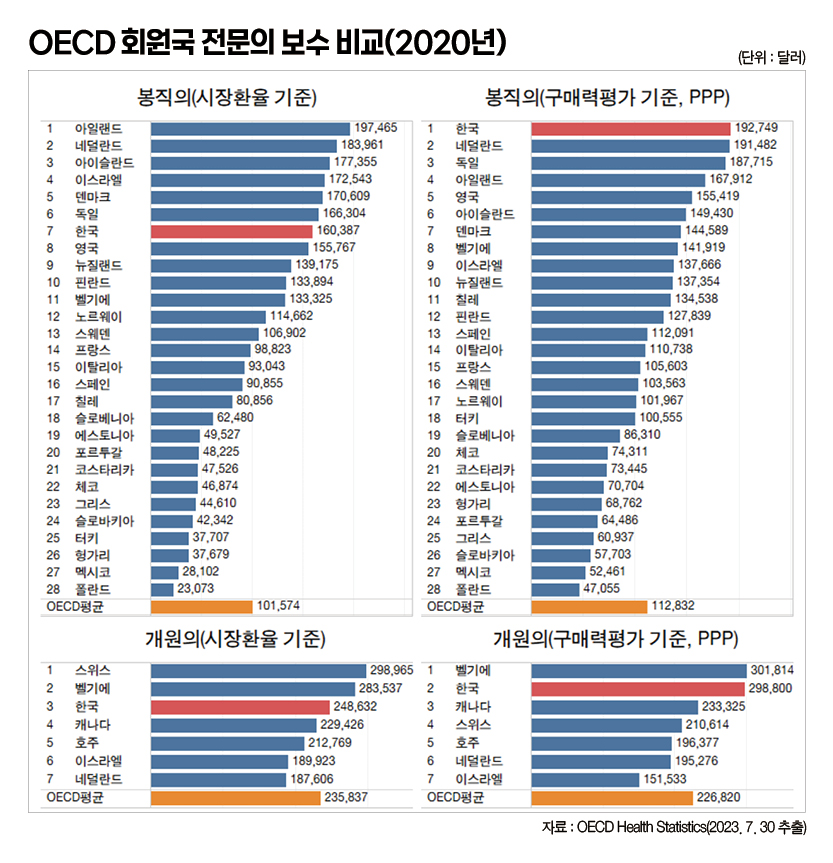 OECD 회원국 전문의 보수 비교(2020년)
(단위 : 달러)
봉직의(시장환율 기준)
1 아일랜드 197,465
2 네덜란드 183,961
3 아이슬란드 177,355
4 이스라엘 172,543
5 덴마크 170,609
6 독일 166,304
7 한국 160,387
8 영국 155,767
9 뉴질랜드 139,175
10 핀란드 133,894
11 벨기에 133,325
12 노르웨이 114,662
13 스웨덴 106,902
14 프랑스 98,823
15 이탈리아 93,043
16 스페인 90,855
17 칠레 80,856
18 슬로베니아 62,480
19 에스토니아 49,527
20 포르투갈 48,225
21 코스타리카 47,526
22 체코 46,874
23 그리스 44,610
24 슬로바키아 42,342
25 터키 37,707
26 헝가리 37,679
27 멕시코 28,102
28 폴란드 23,073
OECD평균 101,574
봉직의(구매력평가 기준, PPP)
1 한국 192,749
2 네덜란드 191,482
3 독일 187,715
4 아일랜드 167,912
5 영국 155,419
6 아이슬란드 149,430
7 덴마크 144,589
8 벨기에 141,919
9 이스라엘 137,666
10 뉴질랜드 137,354
11 칠레 134,538
12 핀란드 127,839
13 스페인 112,091
14 이탈리아 110,738
15 프랑스 105,603
16 스웨덴 103,563
17 노르웨이 101,967
18 터키 100,555
19 슬로베니아 86,310
20 체코 74,311
21 코스타리카 73,445
22 에스토니아 70,704
23 헝가리 68,762
24 포르투갈 64,486
25 그리스 60,937
26 슬로바키아 57,703
27 멕시코 52,461
28 폴란드 47,055
OECD평균 112,832
개원의(시장환율 기준)
1 스위스 298,965
2 벨기에 283,537
3 한국 248,632
4 캐나다 229,426
5 호주 212,769
6 이스라엘 189,923
7 네덜란드 187,606
OECD평균 235,837
개원의(구매력평가 기준, PPP)
1 벨기에 301,814
2 한국 298,800
3 캐나다 233,325
4 스위스 210,614
5 호주 196,377
6 네덜란드 195,276
7 이스라엘 151,533
OECD평균 226,820
자료 : OECD Health Statistics(2023. 7. 30 추출)